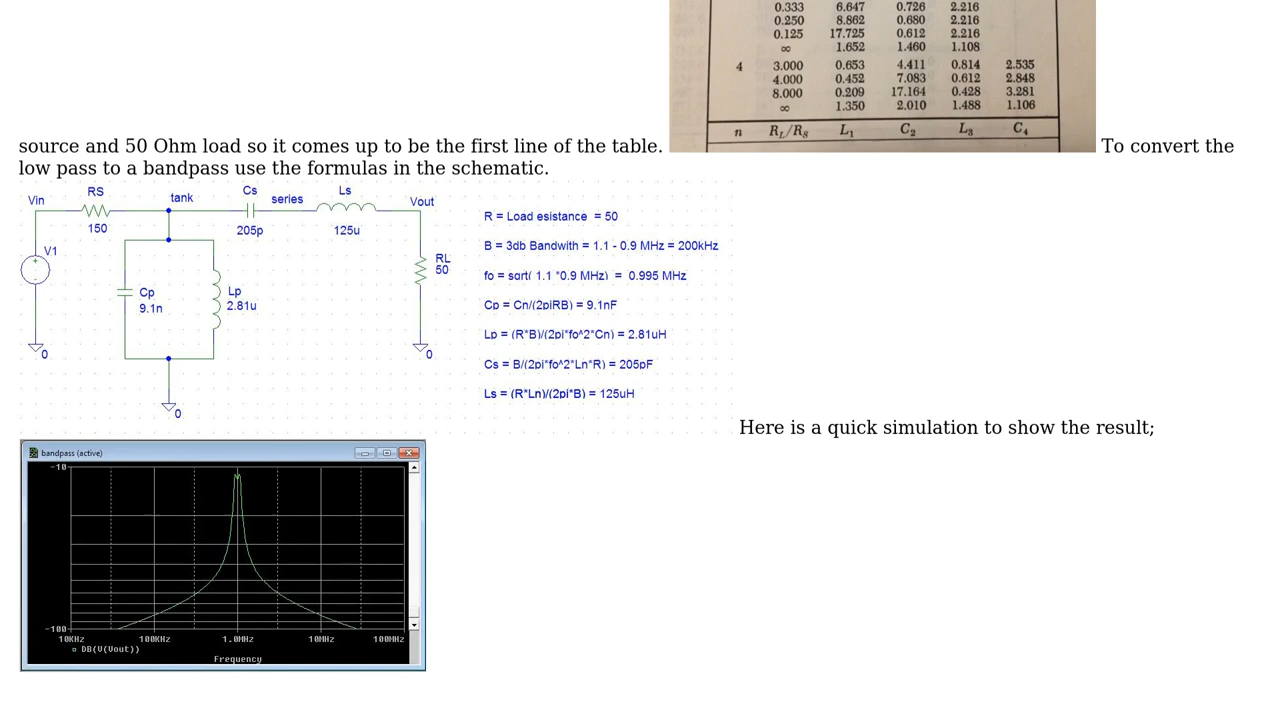 0.333 6.647 0.726 2.216
0.250 8.862 0.680 2.216
0.125 17.725 0.612 2.216
∞ 1.652 1.460 1.108
4 3.000 0.653 4.411 0.814 2.535
4.000 0.452 7.083 0.612 2.848
8.000 0.209 17.164 0.428 3.281
∞ 1.350 2.010 1.488 1.106
n R_L/R_S L₁ C₂ L₃ C₄
source and 50 Ohm load so it comes up to be the first line of the table. To convert the
low pass to a bandpass use the formulas in the schematic.
Vin RS tank Cs series Ls Vout
150 205p 125u
V1
RL
50
Cp
9.1n
Lp
2.81u
0 0
0
R = Load esistance = 50
B = 3db Bandwith = 1.1 - 0.9 MHz = 200kHz
fo = sqrt( 1.1 *0.9 MHz) = 0.995 MHz
Cp = Cn/(2piRB) = 9.1nF
Lp = (R*B)/(2pi*fo^2*Cn) = 2.81uH
Cs = B/(2pi*fo^2*Ln*R) = 205pF
Ls = (R*Ln)/(2pi*B) = 125uH
Here is a quick simulation to show the result;
bandpass (active)
-10
-100
10KHz 100KHz 1.0MHz 10MHz 100MHz
DB(V(Vout))
Frequency